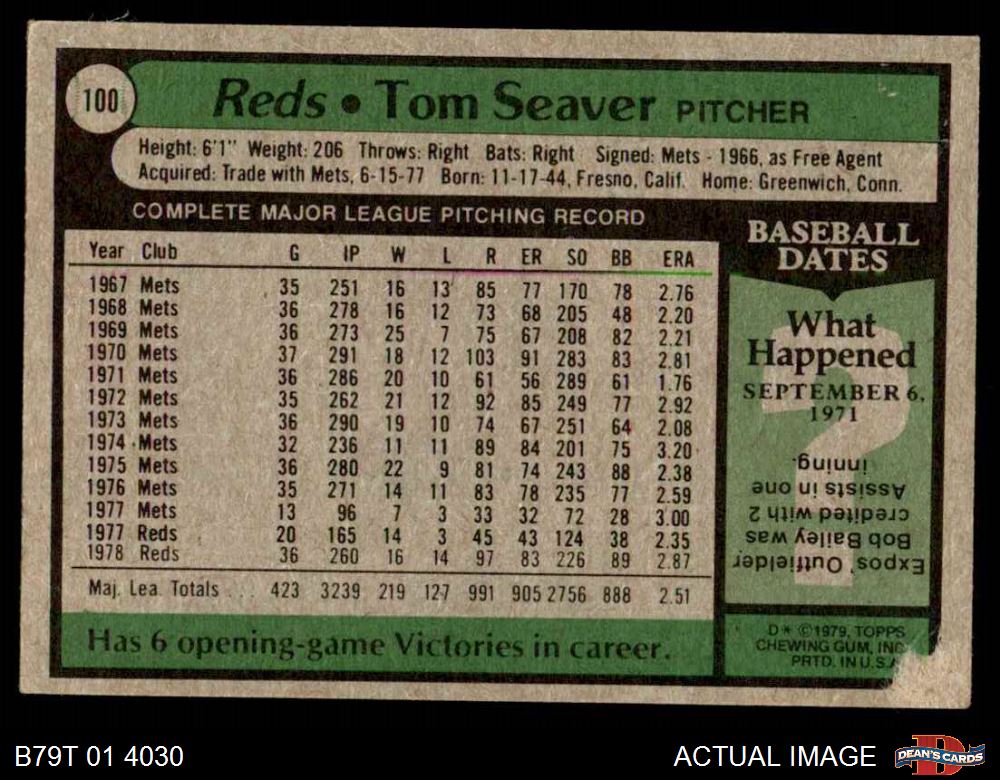 100
Reds • Tom Seaver PITCHER
Height: 6'1" Weight: 206 Throws: Right Bats: Right Signed: Mets - 1966, as Free Agent
Acquired: Trade with Mets, 6-15-77 Born: 11-17-44, Fresno, Calif. Home: Greenwich, Conn.
COMPLETE MAJOR LEAGUE PITCHING RECORD
Year Club G IP W L R ER SO BB ERA
1967 Mets 35 251 16 13 85 77 170 78 2.76
1968 Mets 36 278 16 12 73 68 205 48 2.20
1969 Mets 36 273 25 7 75 67 208 82 2.21
1970 Mets 37 291 18 12 103 91 283 83 2.81
1971 Mets 36 286 20 10 61 56 289 61 1.76
1972 Mets 35 262 21 12 92 85 249 77 2.92
1973 Mets 36 290 19 10 74 67 251 64 2.08
1974 Mets 32 236 11 11 89 84 201 75 3.20
1975 Mets 36 280 22 9 81 74 243 88 2.38
1976 Mets 35 271 14 11 83 78 235 77 2.59
1977 Mets 13 96 7 3 33 32 72 28 3.00
1977 Reds 20 165 14 3 45 43 124 38 2.35
1978 Reds 36 260 16 14 97 83 226 89 2.87
Maj. Lea. Totals ... 423 3239 219 127 991 905 2756 888 2.51
Has 6 opening-game Victories in career.
BASEBALL
DATES
What
Happened
SEPTEMBER 6,
1971
Expos' Outfielder
Bob Bailey was
credited with 2
Assists in one
inning.
D* ©1979, TOPPS
CHEWING GUM, INC
PRTD. IN U.S.A
B79T 01 4030
ACTUAL IMAGE
DEAN'S CARDS